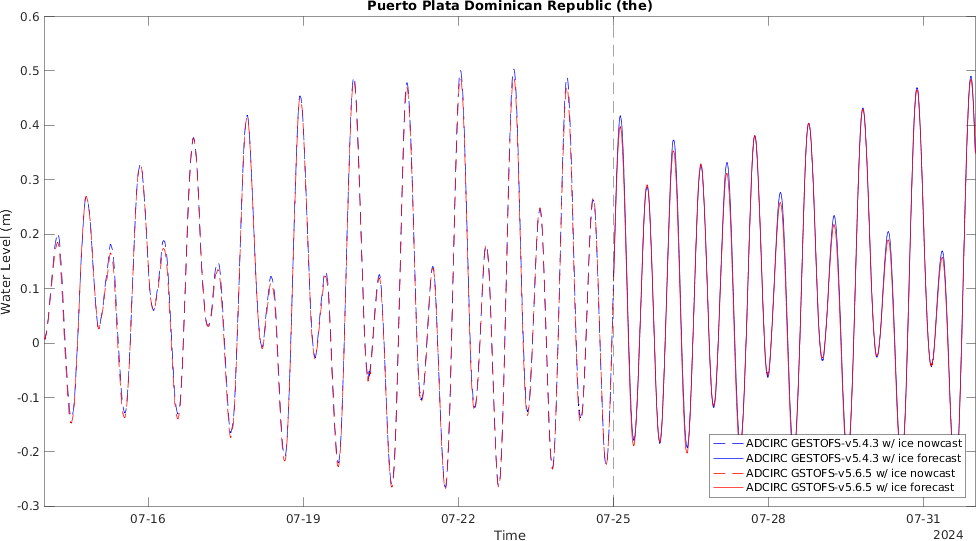 Puerto Plata Dominican Republic (the)
0.6
0.5
0.4
0.3
0.2
0.1
0
-0.1
-0.2
-0.3
Water Level (m)
ADCIRC GESTOFS-v5.4.3 w/ ice nowcast
ADCIRC GESTOFS-v5.4.3 w/ ice forecast
ADCIRC GSTOFS-v5.6.5 w/ ice nowcast
ADCIRC GSTOFS-v5.6.5 w/ ice forecast
07-16
07-19
07-22
07-25
07-28
07-31
Time
2024